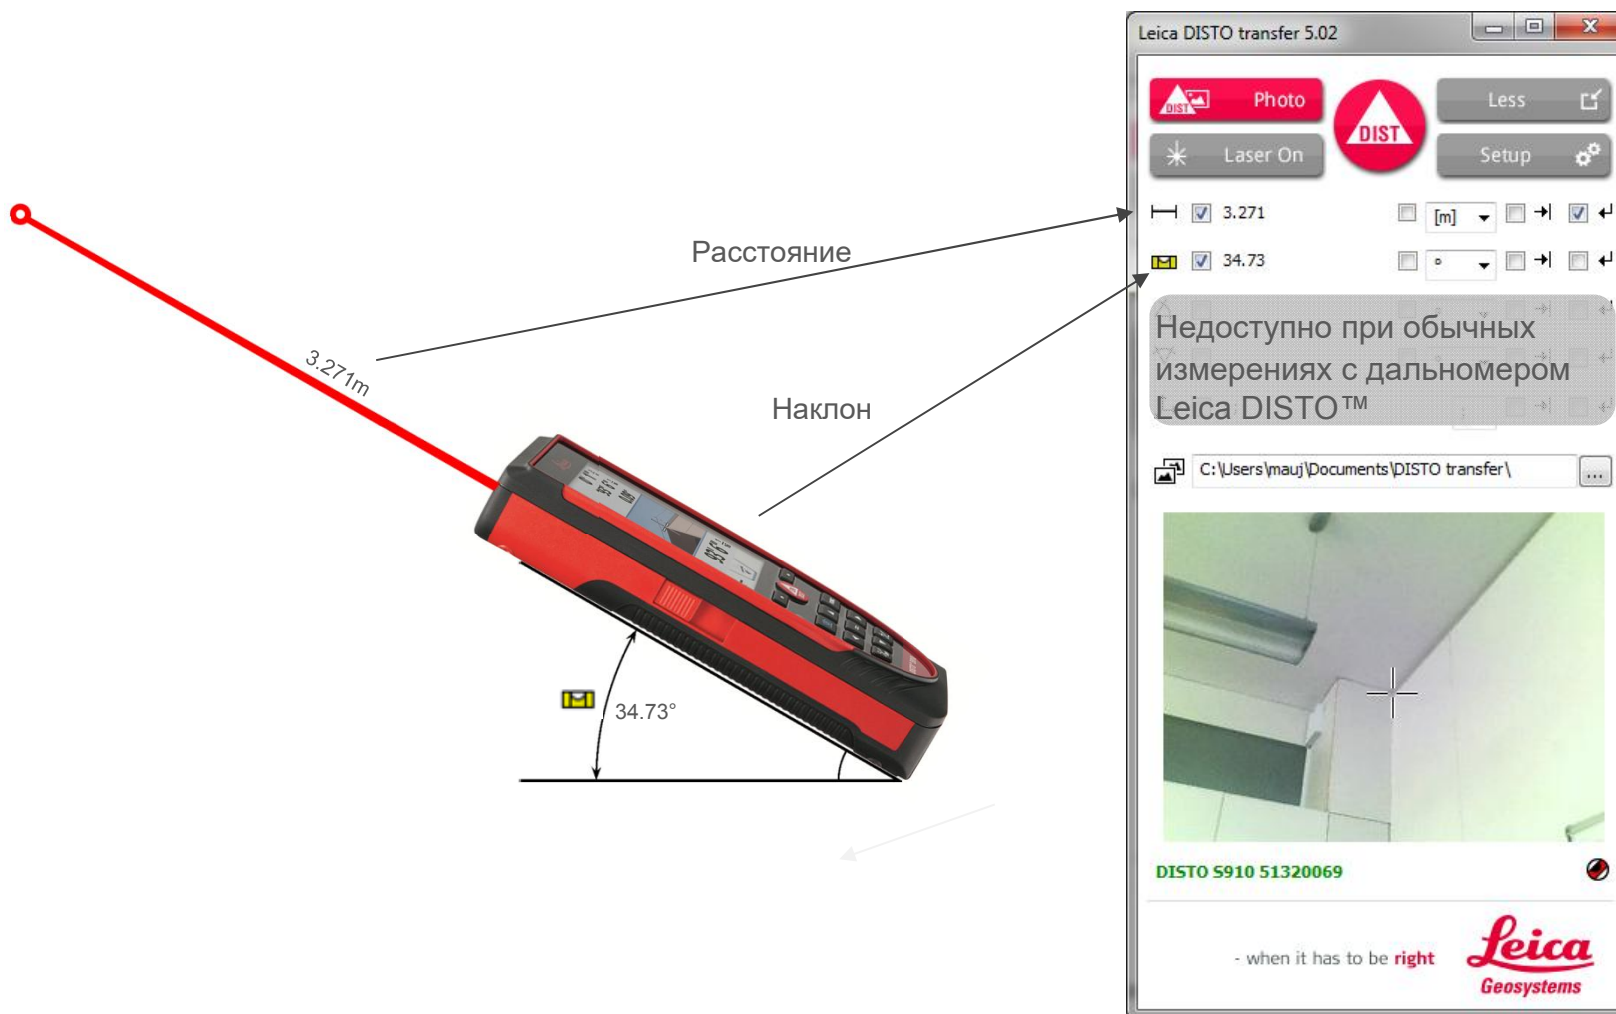 Leica DISTO transfer 5.02
DIST
Photo
DIST
Less
Laser On
Setup
3.271
[m]
Расстояние
34.73
°
Недоступно при обычных
измерениях с дальномером
Leica DISTO™
3.271m
Наклон
C:\Users\mauj\Documents\DISTO transfer\
...
34.73°
DISTO S910 51320069
- when it has to be right
Leica
Geosystems